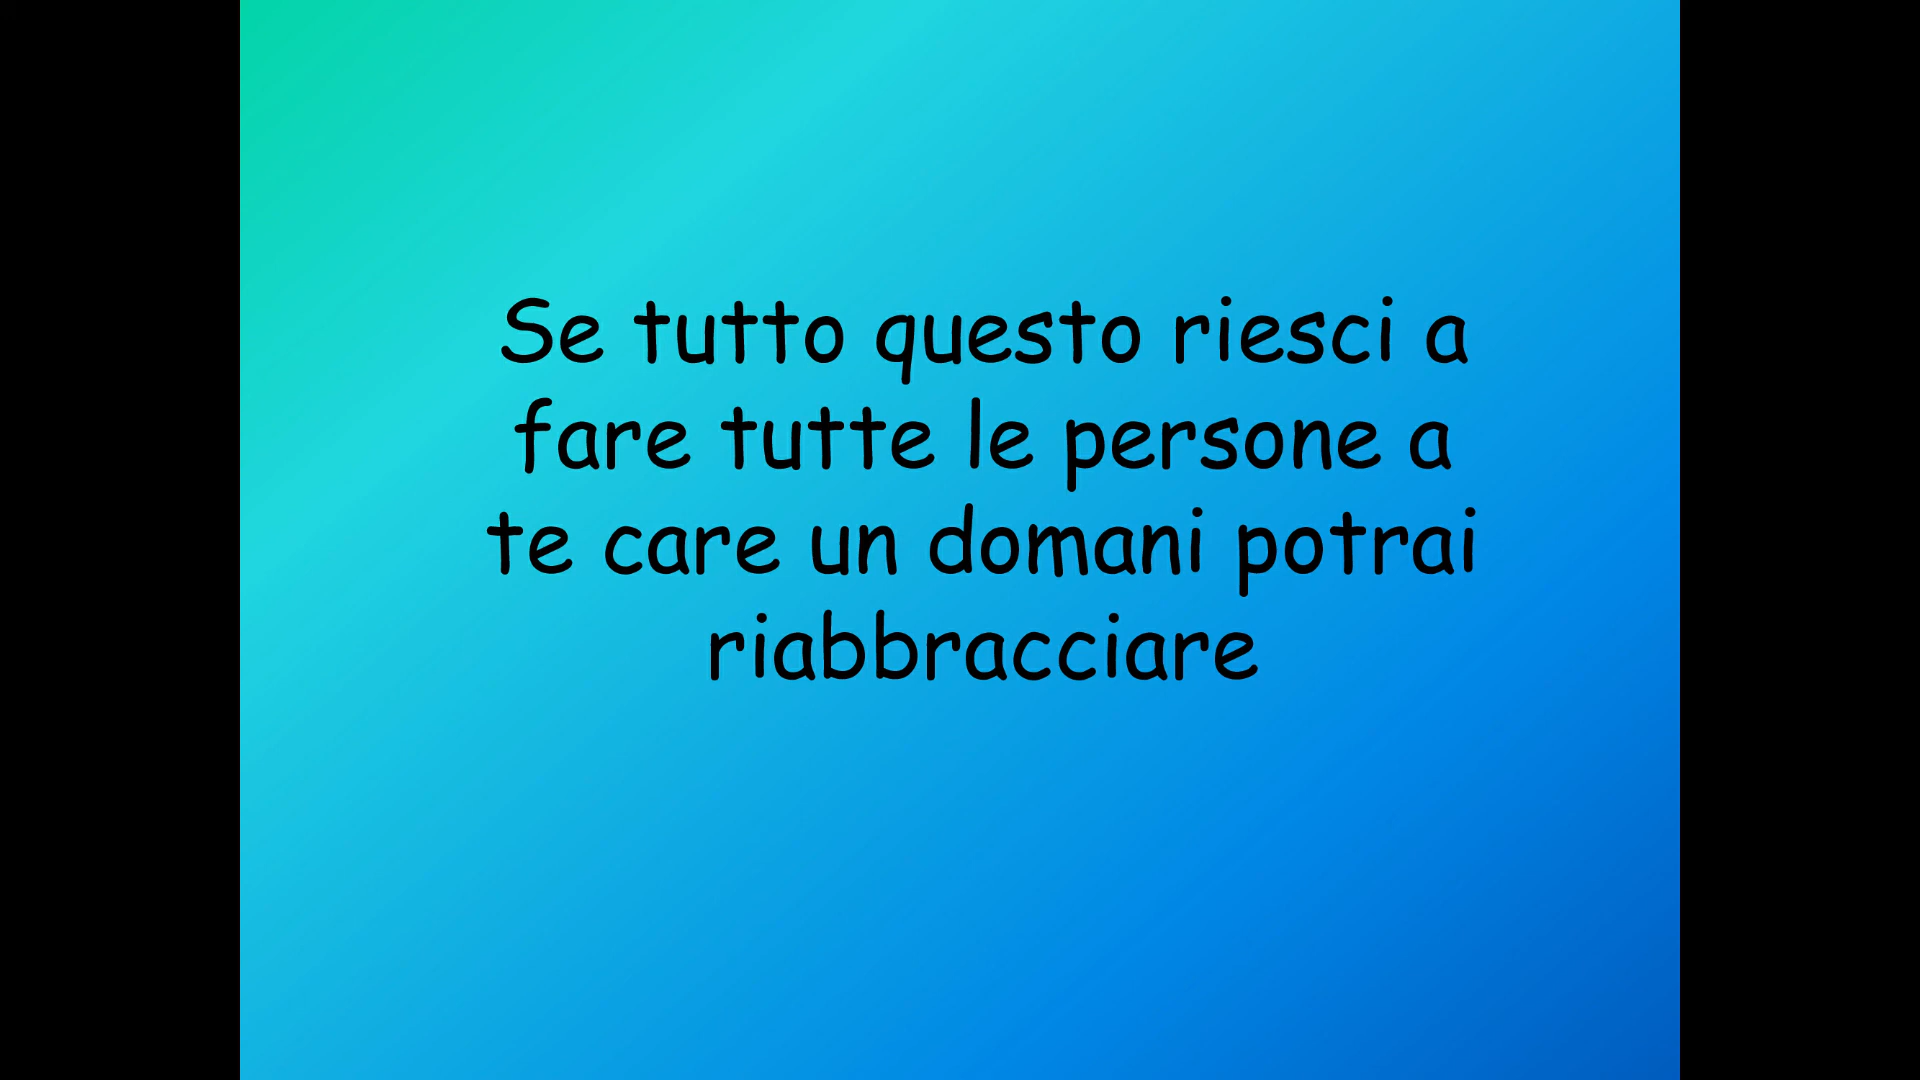 Se tutto questo riesci a
fare tutte le persone a
te care un domani potrai
riabbracciare